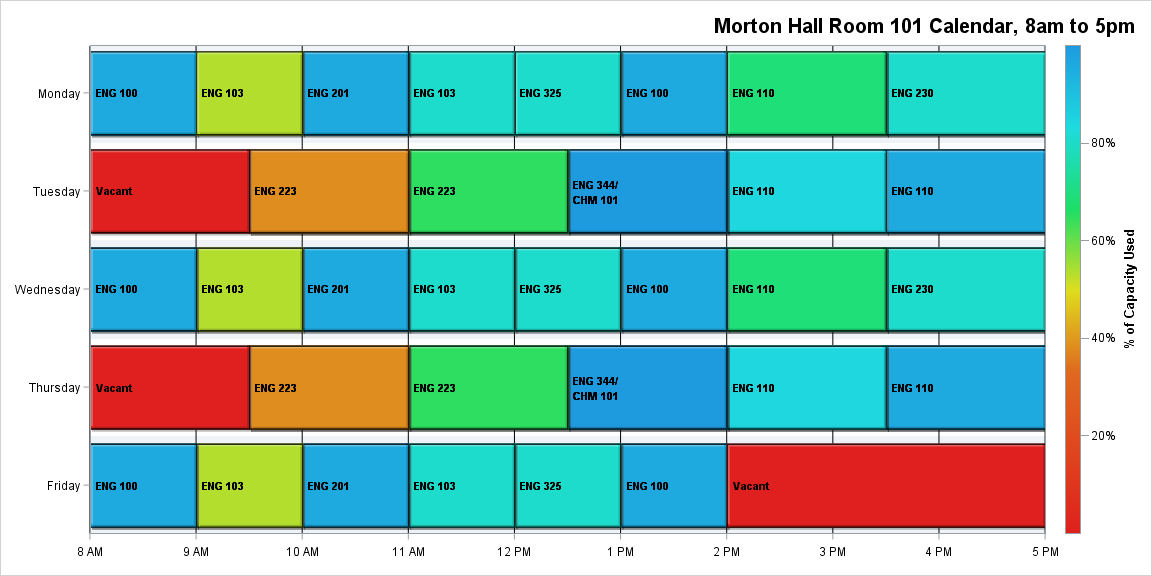 Morton Hall Room 101 Calendar, 8am to 5pm
Monday
ENG 100
ENG 103
ENG 201
ENG 103
ENG 325
ENG 100
ENG 110
ENG 230
Tuesday
Vacant
ENG 223
ENG 223
ENG 344/
CHM 101
ENG 110
ENG 110
Wednesday
ENG 100
ENG 103
ENG 201
ENG 103
ENG 325
ENG 100
ENG 110
ENG 230
Thursday
Vacant
ENG 223
ENG 223
ENG 344/
CHM 101
ENG 110
ENG 110
Friday
ENG 100
ENG 103
ENG 201
ENG 103
ENG 325
ENG 100
Vacant
8 AM
9 AM
10 AM
11 AM
12 PM
1 PM
2 PM
3 PM
4 PM
5 PM
80%
60%
40%
20%
% of Capacity Used